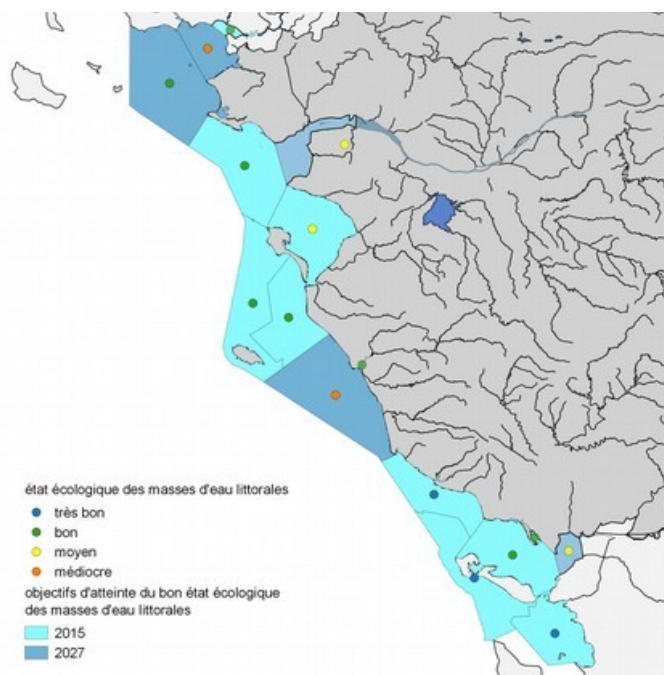 état écologique des masses d'eau littorales
très bon
bon
moyen
médiocre
objectifs d'atteinte du bon état écologique
des masses d'eau littorales
2015
2027